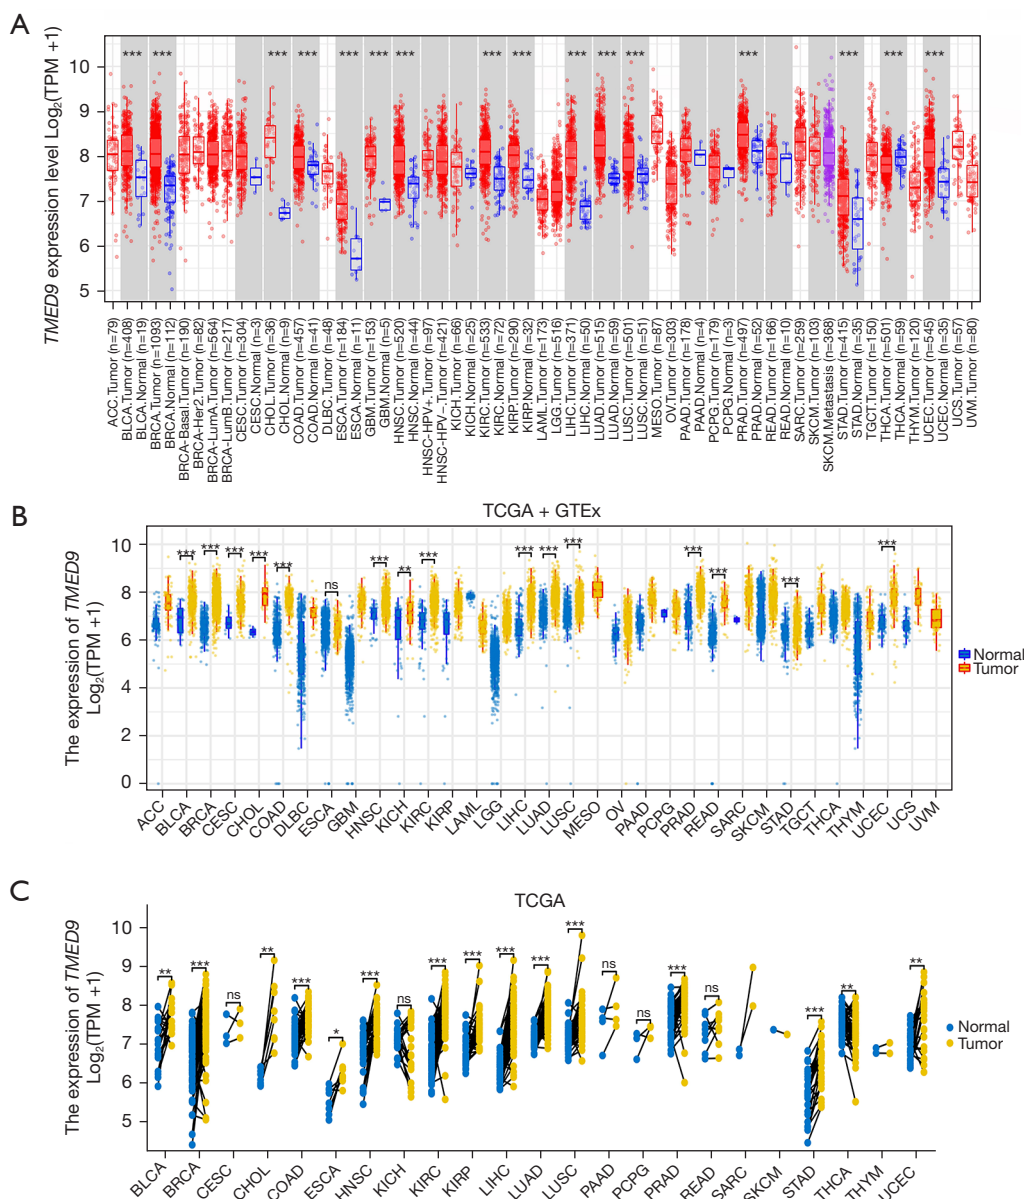 A
TMED9 expression level Log2(TPM +1)
10
9
8
7
6
5
*** *** *** *** *** *** *** *** *** *** *** *** *** *** *** ***
ACC.Tumor (n=79)
BLCA.Tumor (n=408)
BLCA.Normal (n=119)
BRCA.Tumor (n=1093)
BRCA.Normal (n=112)
BRCA-Basal.Tumor (n=190)
BRCA-Her2.Tumor (n=82)
BRCA-LumA.Tumor (n=564)
BRCA-LumB.Tumor (n=217)
CESC.Tumor (n=304)
CESC.Normal (n=3)
CHOL.Tumor (n=36)
CHOL.Normal (n=9)
COAD.Tumor (n=457)
COAD.Normal (n=41)
DLBC.Tumor (n=48)
ESCA.Tumor (n=184)
ESCA.Normal (n=111)
GBM.Tumor (n=153)
GBM.Normal (n=5)
HNSC.Tumor (n=520)
HNSC.Normal (n=44)
HNSC-HPV+.Tumor (n=97)
HNSC-HPV−.Tumor (n=421)
KICH.Tumor (n=66)
KICH.Normal (n=25)
KIRC.Tumor (n=533)
KIRC.Normal (n=72)
KIRP.Tumor (n=290)
KIRP.Normal (n=32)
LAML.Tumor (n=173)
LGG.Tumor (n=516)
LIHC.Tumor (n=371)
LIHC.Normal (n=50)
LUAD.Tumor (n=515)
LUAD.Normal (n=59)
LUSC.Tumor (n=501)
LUSC.Normal (n=51)
MESO.Tumor (n=87)
OV.Tumor (n=303)
PAAD.Tumor (n=178)
PAAD.Normal (n=4)
PCPG.Tumor (n=179)
PCPG.Normal (n=3)
PRAD.Tumor (n=497)
PRAD.Normal (n=52)
READ.Tumor (n=166)
READ.Normal (n=10)
SARC.Tumor (n=259)
SKCM.Tumor (n=103)
SKCM.Metastasis (n=368)
STAD.Tumor (n=415)
STAD.Normal (n=35)
TGCT.Tumor (n=150)
THCA.Tumor (n=501)
THCA.Normal (n=59)
THYM.Tumor (n=120)
UCEC.Tumor (n=545)
UCEC.Normal (n=35)
UCS.Tumor (n=57)
UVM.Tumor (n=80)
B
TCGA + GTEx
The expression of TMED9
Log2(TPM +1)
10
8
6
4
2
0
*** *** *** *** *** ns *** ** *** *** *** *** *** *** *** ***
Normal
Tumor
ACC BLCA BRCA CESC CHOL COAD DLBC ESCA GBM HNSC KICH KIRC KIRP LAML LGG LIHC LUAD LUSC MESO OV PAAD PCPG PRAD READ SARC SKCM STAD TGCT THCA THYM UCEC UCS UVM
C
TCGA
The expression of TMED9
Log2(TPM +1)
10
9
8
7
6
5
** *** ns ** *** * *** ns *** *** *** *** *** ns ns *** ns *** ** **
Normal
Tumor
BLCA BRCA CESC CHOL COAD ESCA HNSC KICH KIRC KIRP LIHC LUAD LUSC PAAD PCPG PRAD READ SARC SKCM STAD THCA THYM UCEC